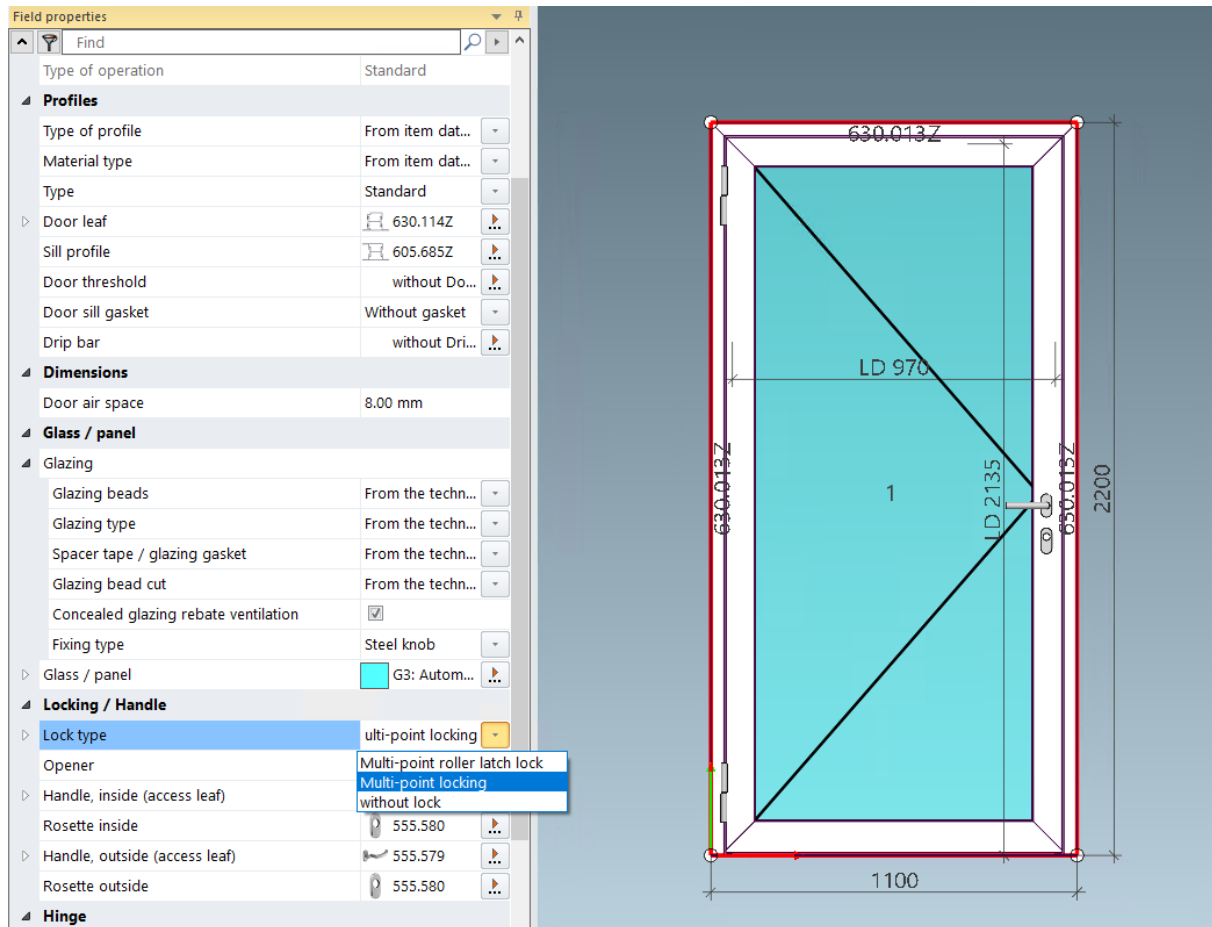 Field properties
Find
Type of operation Standard
Profiles
Type of profile From item dat...
Material type From item dat...
Type Standard
Door leaf 630.114Z
Sill profile 605.685Z
Door threshold without Do...
Door sill gasket Without gasket
Drip bar without Dri...
Dimensions
Door air space 8.00 mm
Glass / panel
Glazing
Glazing beads From the techn...
Glazing type From the techn...
Spacer tape / glazing gasket From the techn...
Glazing bead cut From the techn...
Concealed glazing rebate ventilation
Fixing type Steel knob
Glass / panel G3: Autom...
Locking / Handle
Lock type ulti-point locking
Multi-point roller latch lock
Multi-point locking
without lock
Opener
Handle, inside (access leaf)
Rosette inside 555.580
Handle, outside (access leaf) 555.579
Rosette outside 555.580
Hinge
630.013Z
LD 970
630.013Z
1
LD 2135
630.013Z
2200
1100